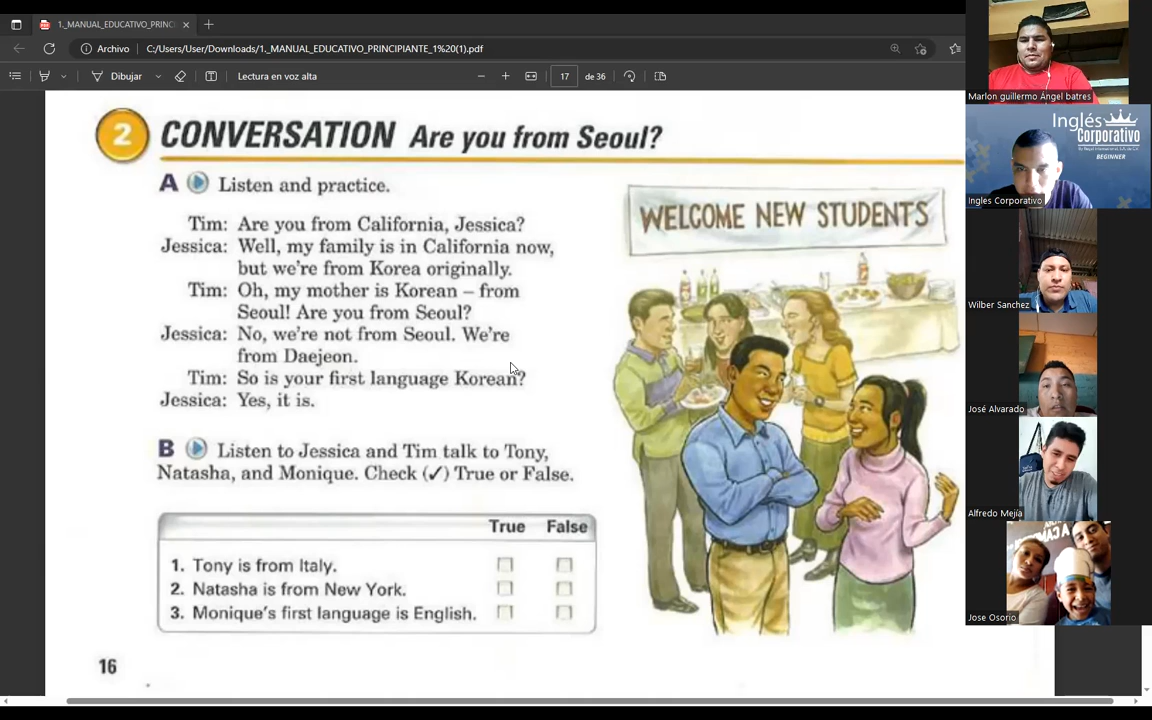 1._MANUAL_EDUCATIVO_PRINCI
Archivo
C:/Users/User/Downloads/1._MANUAL_EDUCATIVO_PRINCIPIANTE_1%20(1).pdf
Dibujar
Lectura en voz alta
17 de 36
2 CONVERSATION Are you from Seoul?
A Listen and practice.
Tim: Are you from California, Jessica?
Jessica: Well, my family is in California now,
but we're from Korea originally.
Tim: Oh, my mother is Korean – from
Seoul! Are you from Seoul?
Jessica: No, we're not from Seoul. We're
from Daejeon.
Tim: So is your first language Korean?
Jessica: Yes, it is.
B Listen to Jessica and Tim talk to Tony,
Natasha, and Monique. Check (✓) True or False.
True False
1. Tony is from Italy.
2. Natasha is from New York.
3. Monique's first language is English.
16
WELCOME NEW STUDENTS
Marlon guillermo Ángel batres
Inglés
Corporativo
BEGINNER
Ingles Corporativo
Wilber Sanchez
José Alvarado
Alfredo Mejía
Jose Osorio